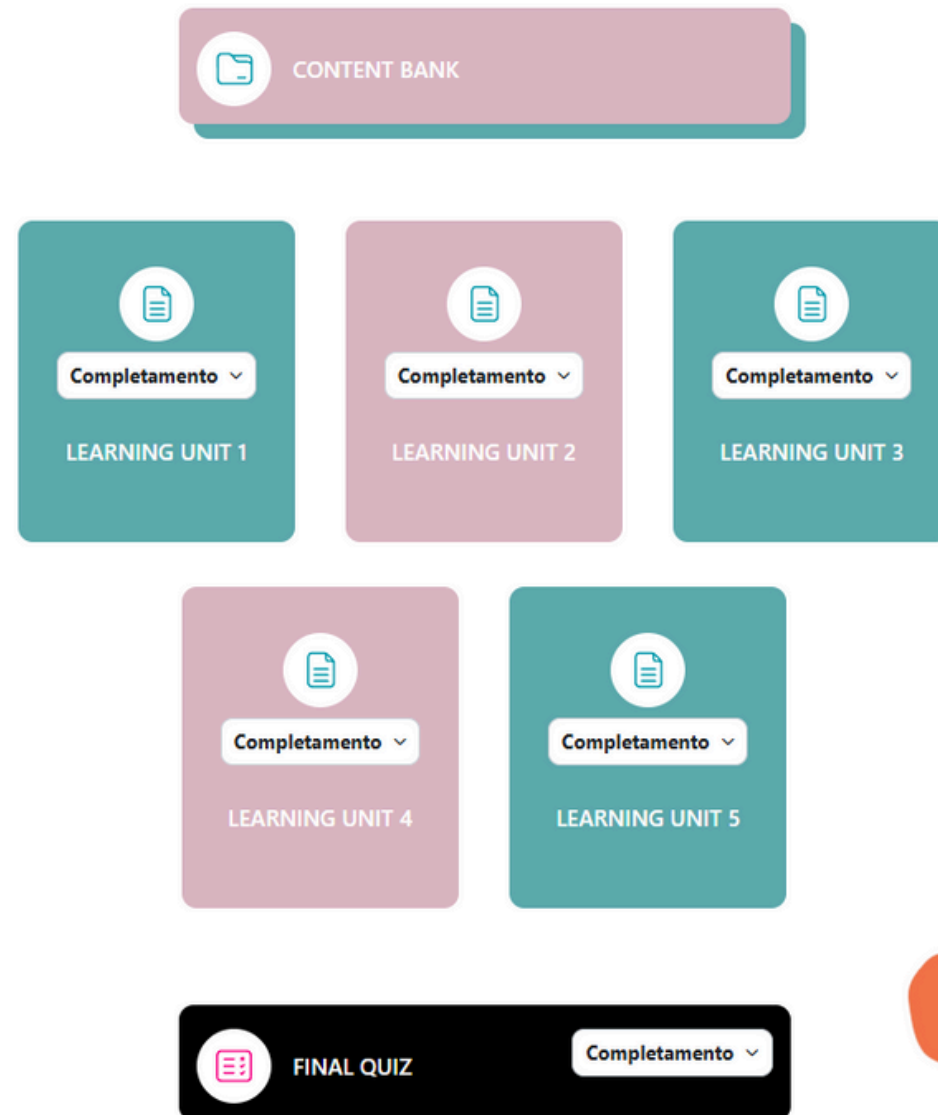 CONTENT BANK
Completamento
LEARNING UNIT 1
Completamento
LEARNING UNIT 2
Completamento
LEARNING UNIT 3
Completamento
LEARNING UNIT 4
Completamento
LEARNING UNIT 5
FINAL QUIZ
Completamento